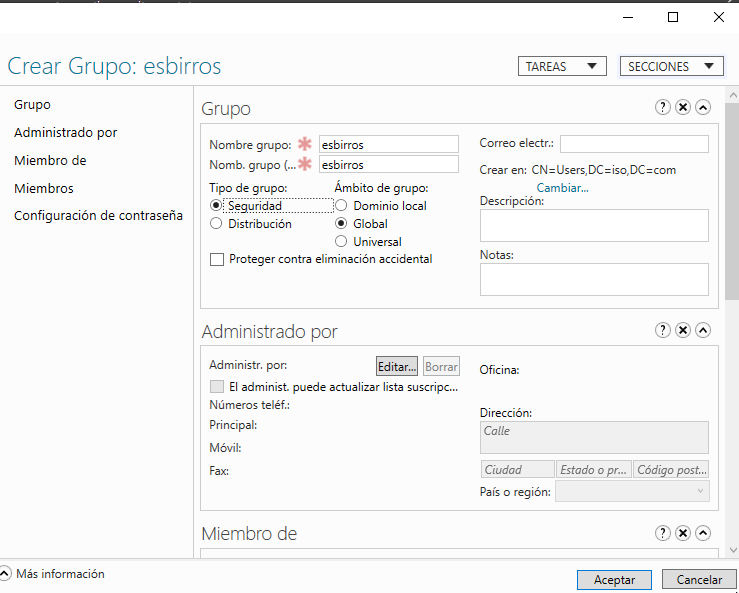 Crear Grupo: esbirros
TAREAS
SECCIONES
Grupo
Administrado por
Miembro de
Miembros
Configuración de contraseña
Grupo
Nombre grupo:
esbirros
Nomb. grupo (...
esbirros
Tipo de grupo:
Ámbito de grupo:
Seguridad
Dominio local
Distribución
Global
Universal
Proteger contra eliminación accidental
Correo electr.:
Crear en: CN=Users,DC=iso,DC=com
Cambiar...
Descripción:
Notas:
Administrado por
Administr. por:
Editar...
Borrar
El administ. puede actualizar lista suscripc...
Números teléf.:
Principal:
Móvil:
Fax:
Oficina:
Dirección:
Calle
Ciudad
Estado o pr...
Código post...
País o región:
Miembro de
Más información
Aceptar
Cancelar